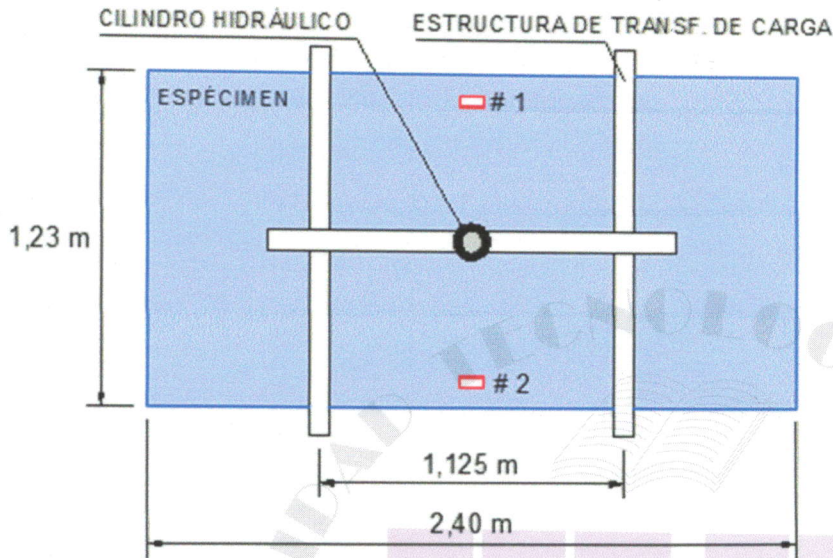 CILINDRO HIDRÁULICO
ESTRUCTURA DE TRANSF. DE CARGA
ESPÉCIMEN
# 1
1,23 m
# 2
1,125 m
2,40 m